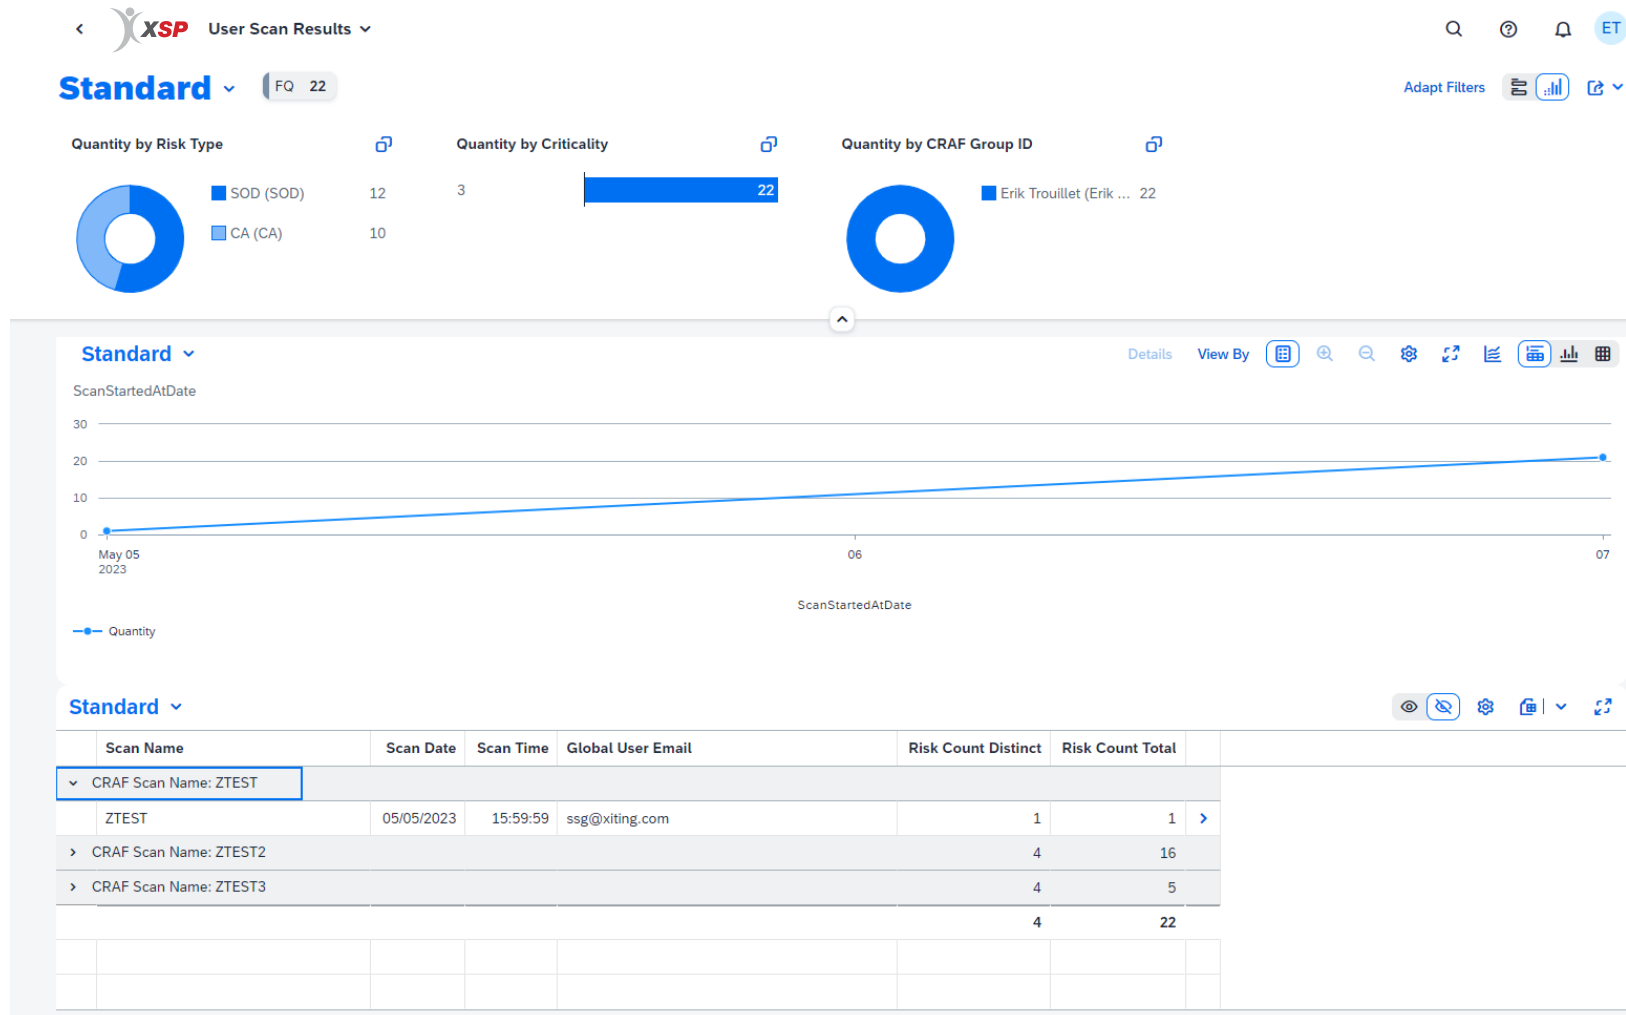 XSP User Scan Results ET
Standard FQ 22 Adapt Filters
Quantity by Risk Type Quantity by Criticality Quantity by CRAF Group ID
SOD (SOD) 12 3 22 Erik Trouillet (Erik ... 22
CA (CA) 10
Standard Details View By
ScanStartedAtDate
30
20
10
0
May 05 06 07
2023
ScanStartedAtDate
Quantity
Standard
Scan Name Scan Date Scan Time Global User Email Risk Count Distinct Risk Count Total
CRAF Scan Name: ZTEST
ZTEST 05/05/2023 15:59:59 ssg@xiting.com 1 1
CRAF Scan Name: ZTEST2 4 16
CRAF Scan Name: ZTEST3 4 5
4 22